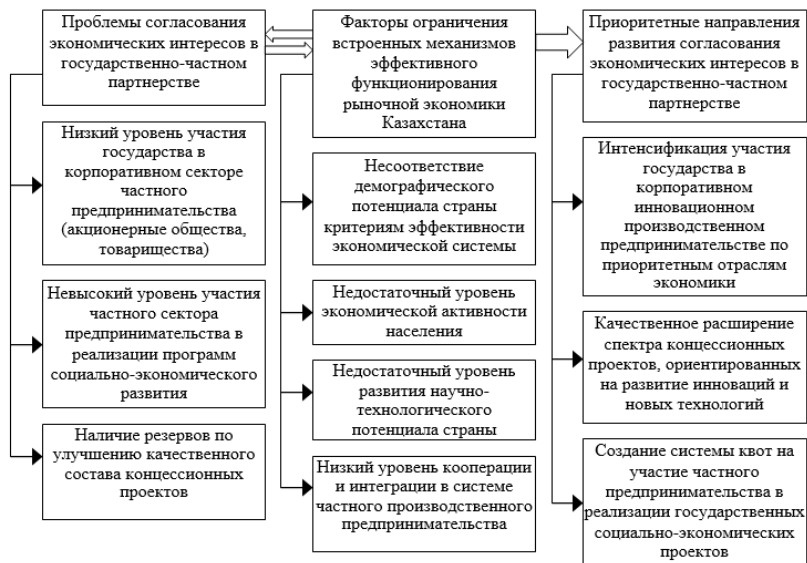 Проблемы согласования
экономических интересов в
государственно-частном
партнерстве
Низкий уровень участия
государства в
корпоративном секторе
частного
предпринимательства
(акционерные общества,
товарищества)
Невысокий уровень участия
частного сектора
предпринимательства в
реализации программ
социально-экономического
развития
Наличие резервов по
улучшению качественного
состава концессионных
проектов
Факторы ограничения
встроенных механизмов
эффективного
функционирования
рыночной экономики
Казахстана
Несоответствие
демографического
потенциала страны
критериям эффективности
экономической системы
Недостаточный уровень
экономической активности
населения
Недостаточный уровень
развития научно-
технологического
потенциала страны
Низкий уровень кооперации
и интеграции в системе
частного производственного
предпринимательства
Приоритетные направления
развития согласования
экономических интересов в
государственно-частном
партнерстве
Интенсификация участия
государства в
корпоративном
инновационном
производственном
предпринимательстве по
приоритетным отраслям
экономики
Качественное расширение
спектра концессионных
проектов, ориентированных
на развитие инноваций и
новых технологий
Создание системы квот на
участие частного
предпринимательства в
реализации государственных
социально-экономических
проектов